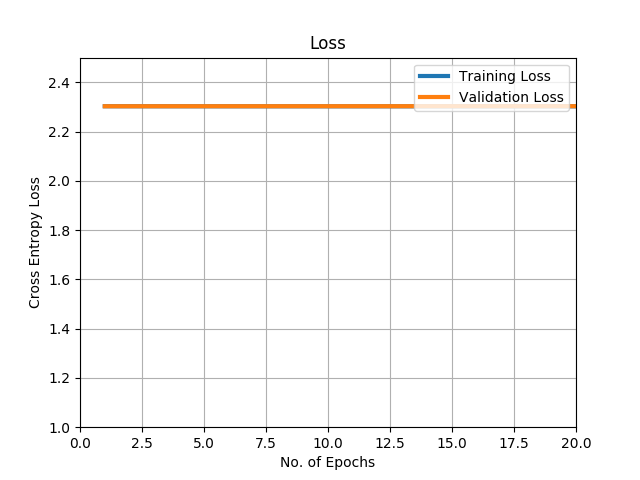 Loss
Training Loss
Validation Loss
2.4
2.2
2.0
1.8
1.6
1.4
1.2
1.0
Cross Entropy Loss
0.0 2.5 5.0 7.5 10.0 12.5 15.0 17.5 20.0
No. of Epochs